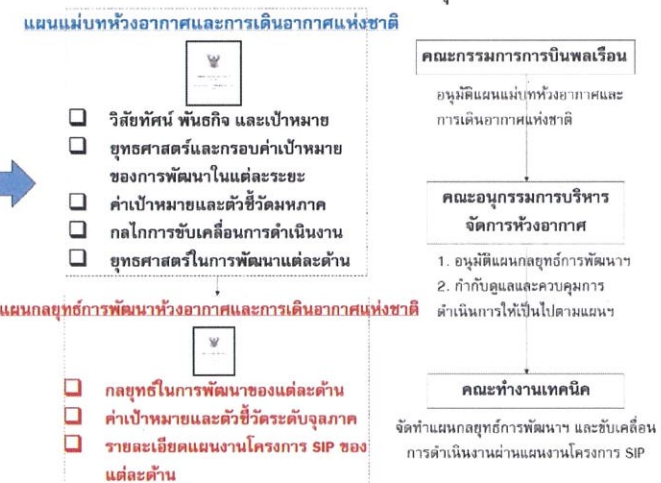 แผนแม่บทห้วงอากาศและการเดินอากาศแห่งชาติ
วิสัยทัศน์ พันธกิจ และเป้าหมาย
ยุทธศาสตร์และกรอบค่าเป้าหมาย
ของการพัฒนาในแต่ละระยะ
ค่าเป้าหมายและตัวชี้วัดมหภาค
กลไกการขับเคลื่อนการดำเนินงาน
ยุทธศาสตร์ในการพัฒนาแต่ละด้าน
แผนกลยุทธ์การพัฒนาห้วงอากาศและการเดินอากาศแห่งชาติ
กลยุทธ์ในการพัฒนาของแต่ละด้าน
ค่าเป้าหมายและตัวชี้วัดระดับจุลภาค
รายละเอียดแผนงานโครงการ SIP ของ
แต่ละด้าน
คณะกรรมการการบินพลเรือน
อนุมัติแผนแม่บทห้วงอากาศและ
การเดินอากาศแห่งชาติ
คณะอนุกรรมการบริหาร
จัดการห้วงอากาศ
1. อนุมัติแผนกลยุทธ์การพัฒนาฯ
2. กำกับดูแลและควบคุมการ
ดำเนินการให้เป็นไปตามแผนฯ
คณะทำงานเทคนิค
จัดทำแผนกลยุทธ์การพัฒนาฯ และขับเคลื่อน
การดำเนินงานผ่านแผนงานโครงการ SIP